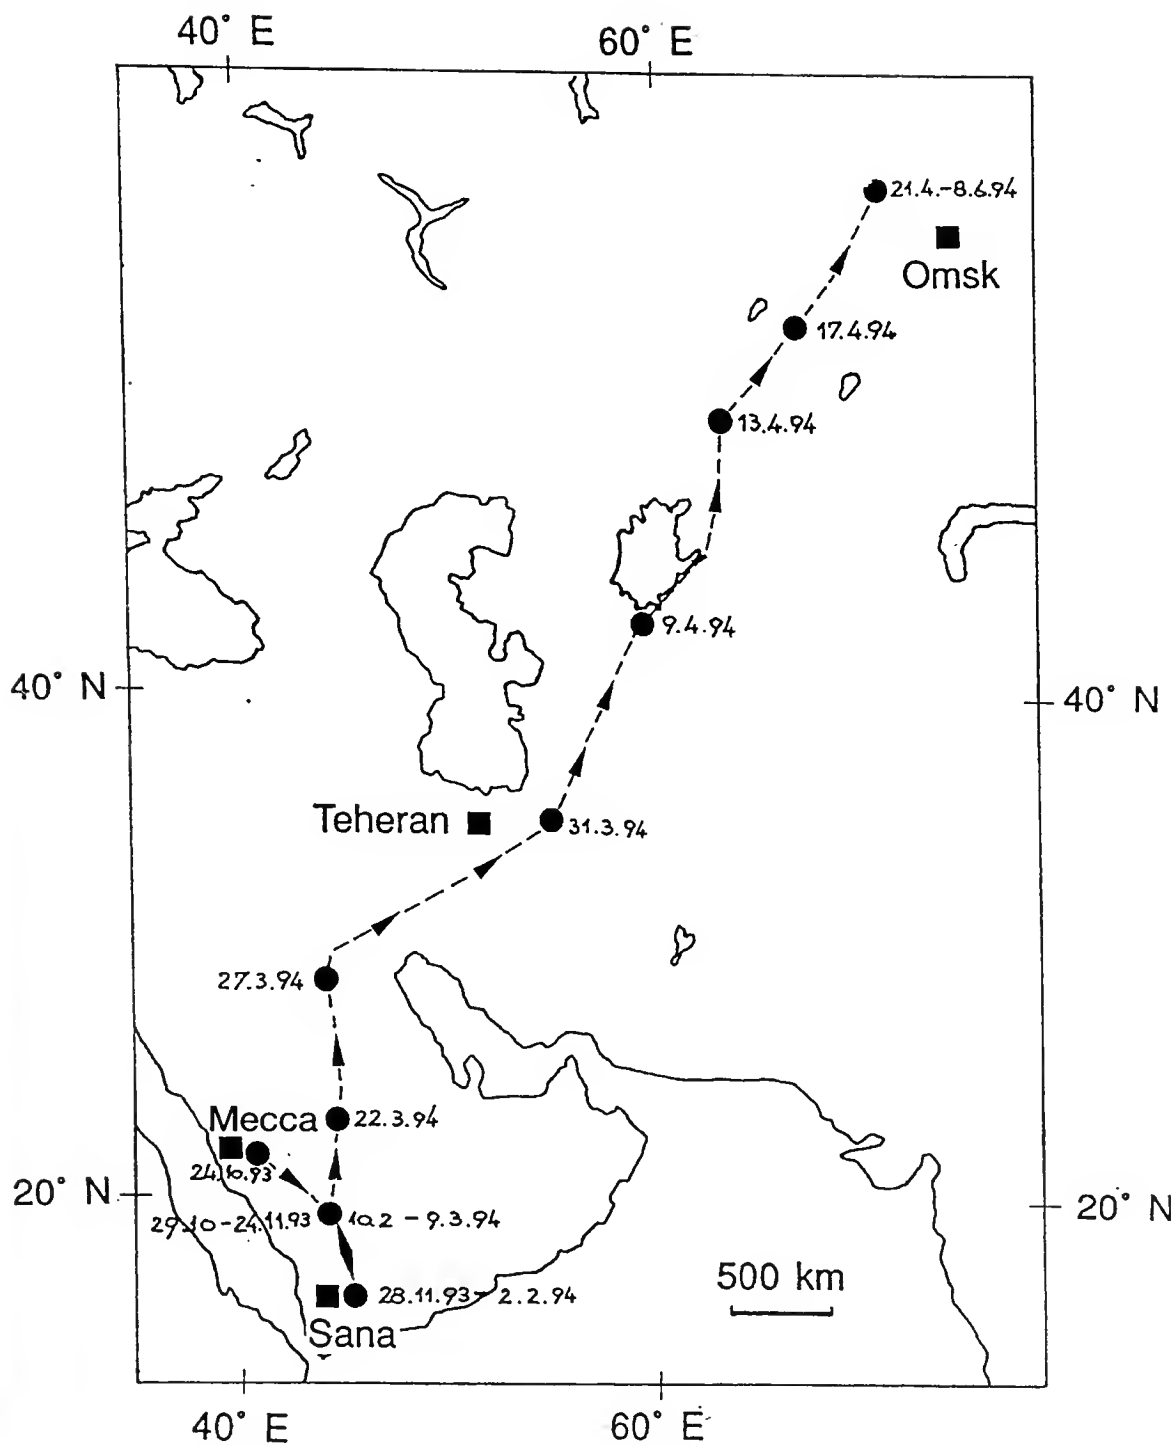 40° E
60° E
21.4.-8.6.94
Omsk
17.4.94
13.4.94
9.4.94
40° N
40° N
Teheran
31.3.94
27.3.94
Mecca
22.3.94
24.10.93
20° N
20° N
29.10-24.11.93
10.2 - 9.3.94
500 km
28.11.93- 2.2.94
Sana
40° E
60° E